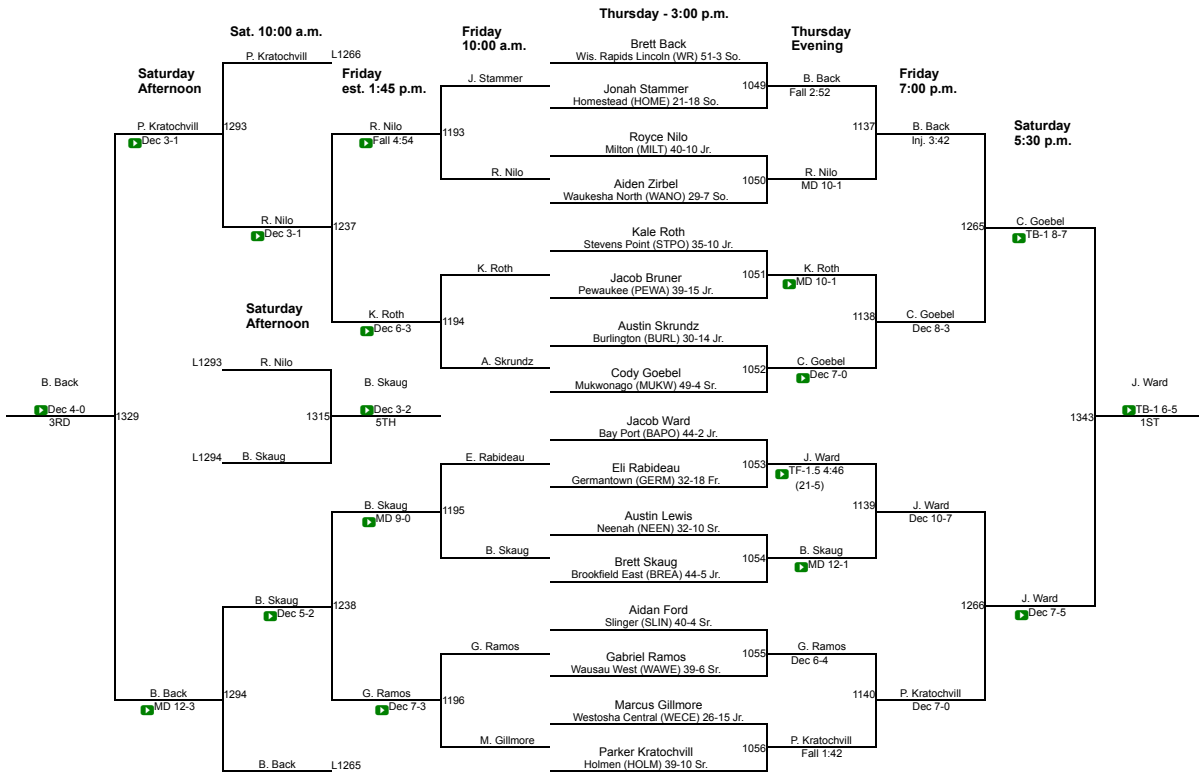 Thursday - 3:00 p.m.
Sat. 10:00 a.m.
Friday
10:00 a.m.
Thursday
Evening
Brett Back
Wis. Rapids Lincoln (WR) 51-3 So.
P. Kratochvill L1266
Saturday
Afternoon
Friday
est. 1:45 p.m.
J. Stammer
1049
B. Back
Fall 2:52
Friday
7:00 p.m.
Jonah Stammer
Homestead (HOME) 21-18 So.
P. Kratochvill
Dec 3-1
1293
R. Nilo
Fall 4:54
1193
Royce Nilo
Milton (MILT) 40-10 Jr.
1137
B. Back
Inj. 3:42
Saturday
5:30 p.m.
R. Nilo
Aiden Zirbel
Waukesha North (WANO) 29-7 So.
1050
R. Nilo
MD 10-1
R. Nilo
Dec 3-1
1237
Kale Roth
Stevens Point (STPO) 35-10 Jr.
1265
C. Goebel
TB-1 8-7
K. Roth
Jacob Bruner
Pewaukee (PEWA) 39-15 Jr.
1051
K. Roth
MD 10-1
Saturday
Afternoon
K. Roth
Dec 6-3
1194
Austin Skrundz
Burlington (BURL) 30-14 Jr.
1138
C. Goebel
Dec 8-3
L1293 R. Nilo
A. Skrundz
Cody Goebel
Mukwonago (MUKW) 49-4 Sr.
1052
C. Goebel
Dec 7-0
B. Back
Dec 4-0
3RD
1329
1315
B. Skaug
Dec 3-2
5TH
Jacob Ward
Bay Port (BAPO) 44-2 Jr.
1343
J. Ward
TB-1 6-5
1ST
L1294 B. Skaug
E. Rabideau
Eli Rabideau
Germantown (GERM) 32-18 Fr.
1053
J. Ward
TF-1.5 4:46
(21-5)
B. Skaug
MD 9-0
1195
Austin Lewis
Neenah (NEEN) 32-10 Sr.
1139
J. Ward
Dec 10-7
B. Skaug
Brett Skaug
Brookfield East (BREA) 44-5 Jr.
1054
B. Skaug
MD 12-1
B. Skaug
Dec 5-2
1238
Aidan Ford
Slinger (SLIN) 40-4 Sr.
1266
J. Ward
Dec 7-5
G. Ramos
Gabriel Ramos
Wausau West (WAWE) 39-6 Sr.
1055
G. Ramos
Dec 6-4
B. Back
MD 12-3
1294
G. Ramos
Dec 7-3
1196
Marcus Gillmore
Westosha Central (WECE) 26-15 Jr.
1140
P. Kratochvill
Dec 7-0
M. Gillmore
Parker Kratochvill
Holmen (HOLM) 39-10 Sr.
1056
P. Kratochvill
Fall 1:42
B. Back L1265